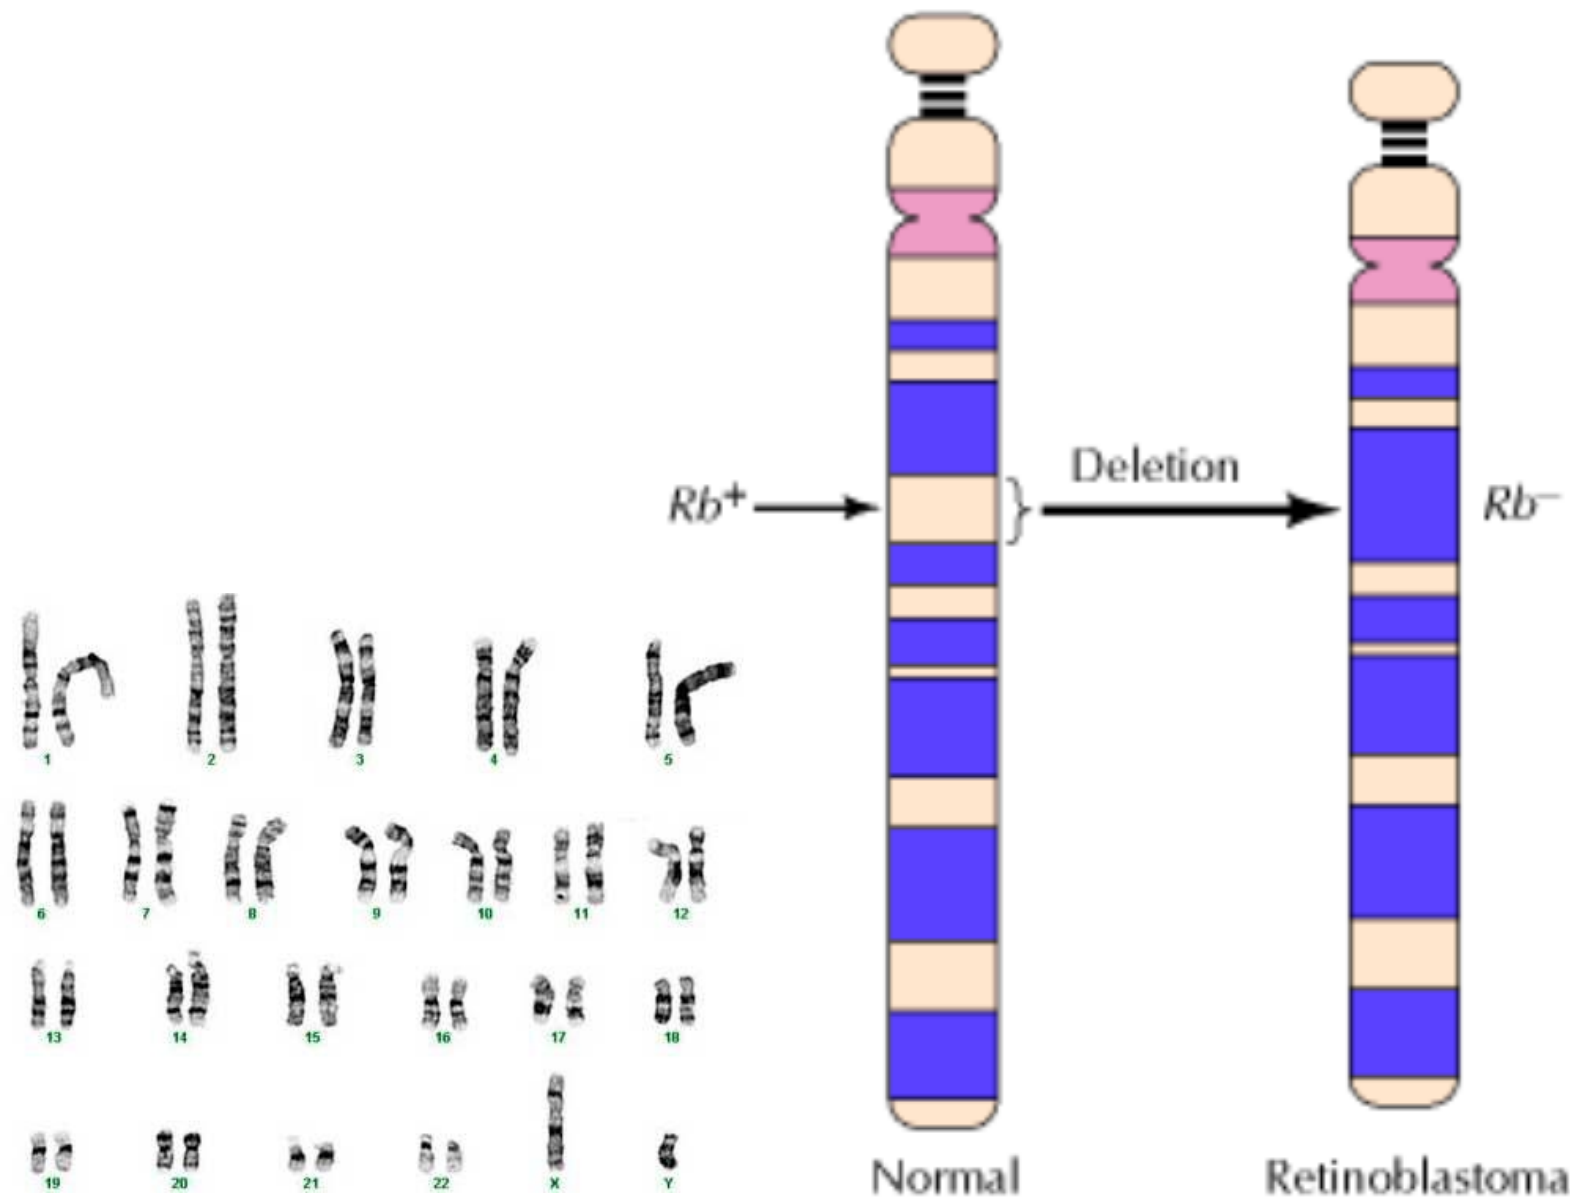 Rb+
Deletion
Rb−
1 2 3 4 5
6 7 8 9 10 11 12
13 14 15 16 17 18
19 20 21 22 X Y
Normal Retinoblastoma